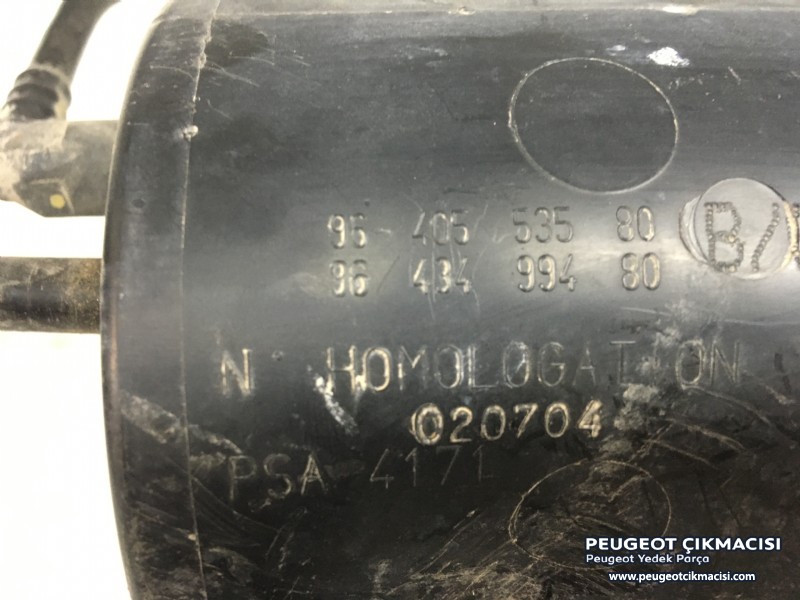 96 405 535 80
96 434 994 80
B/
N° HOMOLOGATION
020704
PSA 4171
PEUGEOT ÇIKMACISI
Peugeot Yedek Parça
www.peugeotcikmacisi.com